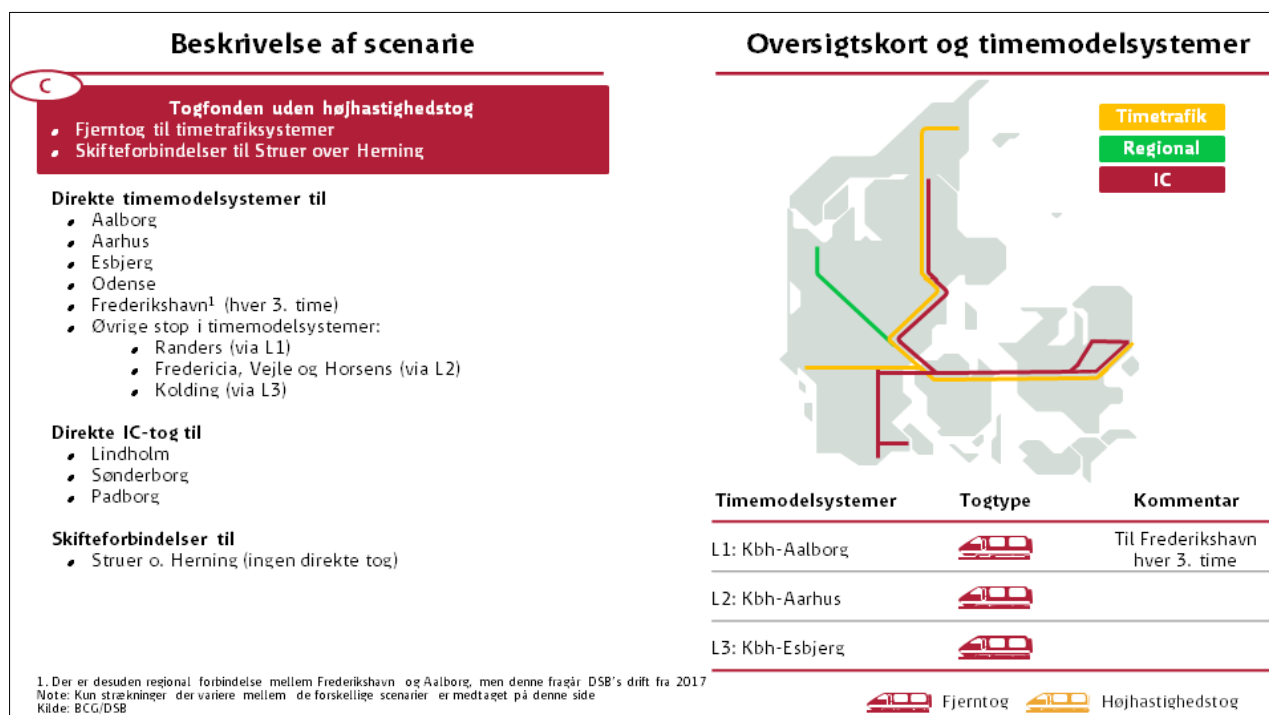 Beskrivelse af scenarie
C
Togfonden uden højhastighedstog
Fjerntog til timetrafiksystemer
Skifteforbindelser til Struer over Herning
Direkte timemodelsystemer til
Aalborg
Aarhus
Esbjerg
Odense
Frederikshavn¹ (hver 3. time)
Øvrige stop i timemodelsystemer:
Randers (via L1)
Fredericia, Vejle og Horsens (via L2)
Kolding (via L3)
Direkte IC-tog til
Lindholm
Sønderborg
Padborg
Skifteforbindelser til
Struer o. Herning (ingen direkte tog)
Oversigtskort og timemodelsystemer
Timetrafik
Regional
IC
Timemodelsystemer Togtype Kommentar
L1: Kbh-Aalborg Til Frederikshavn
hver 3. time
L2: Kbh-Aarhus
L3: Kbh-Esbjerg
1. Der er desuden regional forbindelse mellem Frederikshavn og Aalborg, men denne fragår DSB's drift fra 2017
Note: Kun strækninger der variere mellem de forskellige scenarier er medtaget på denne side
Kilde: BCG/DSB
Fjerntog Højhastighedstog